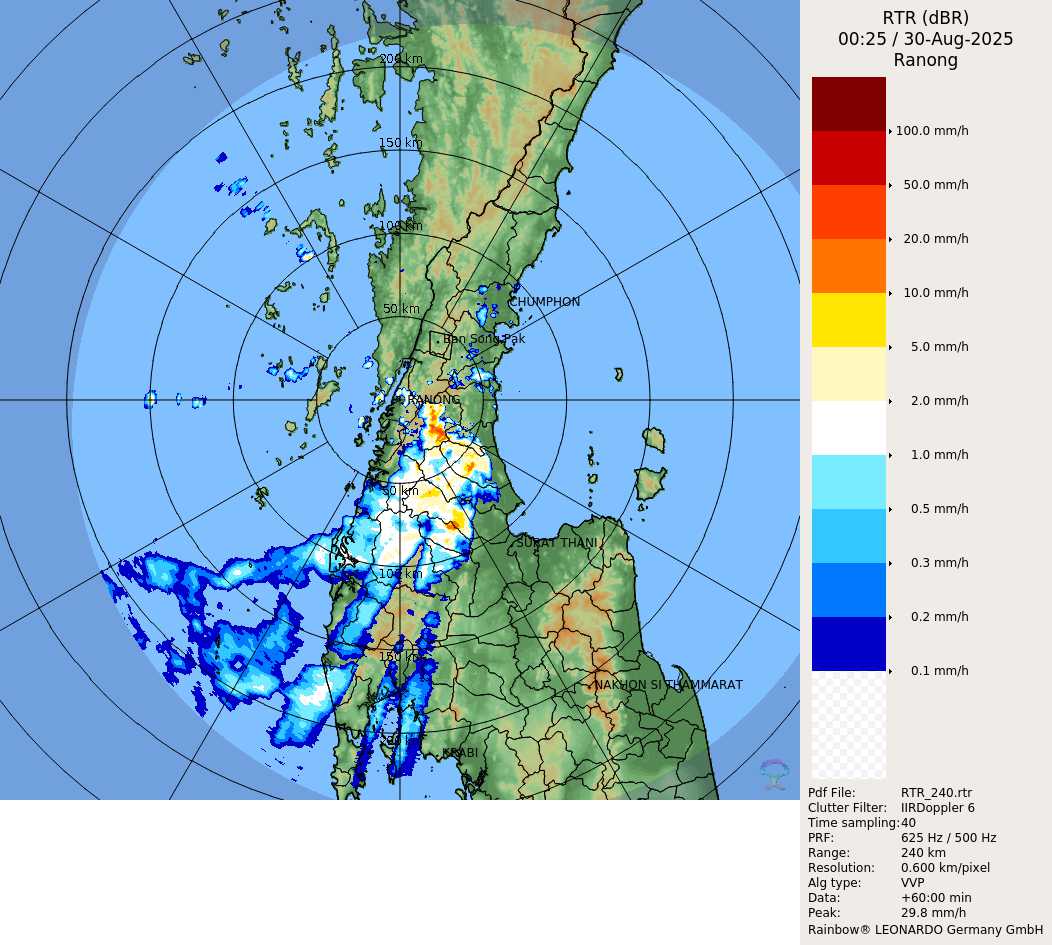 RTR (dBR)
00:25 / 30-Aug-2025
Ranong
100.0 mm/h
50.0 mm/h
20.0 mm/h
10.0 mm/h
5.0 mm/h
2.0 mm/h
1.0 mm/h
0.5 mm/h
0.3 mm/h
0.2 mm/h
0.1 mm/h
200 km
150 km
100 km
CHUMPHON
50 km
Ban Song Pak
RANONG
50 km
SURAT THANI
100 km
150 km
NAKHON SI THAMMARAT
KRABI
Pdf File: RTR_240.rtr
Clutter Filter: IIRDoppler 6
Time sampling:40
PRF: 625 Hz / 500 Hz
Range: 240 km
Resolution: 0.600 km/pixel
Alg type: VVP
Data: +60:00 min
Peak: 29.8 mm/h
Rainbow® LEONARDO Germany GmbH